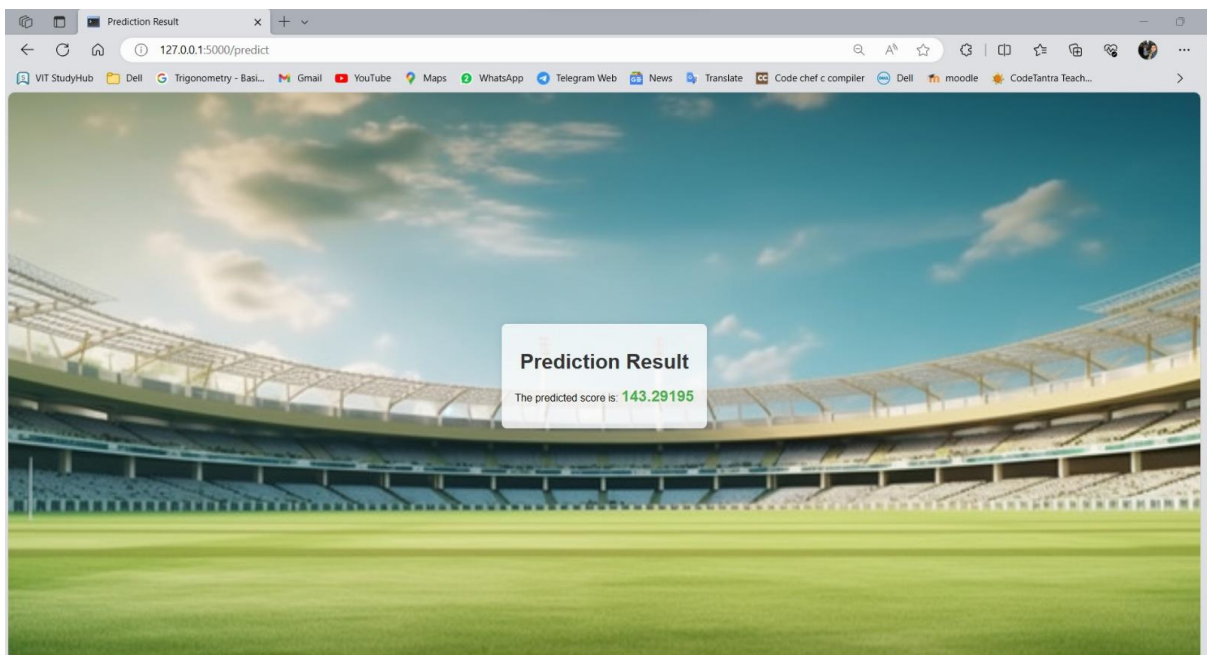 Prediction Result
127.0.0.1:5000/predict
VIT StudyHub Dell Trigonometry - Basi... Gmail YouTube Maps WhatsApp Telegram Web News Translate Code chef c compiler Dell moodle CodeTantra Teach...
Prediction Result
The predicted score is: 143.29195